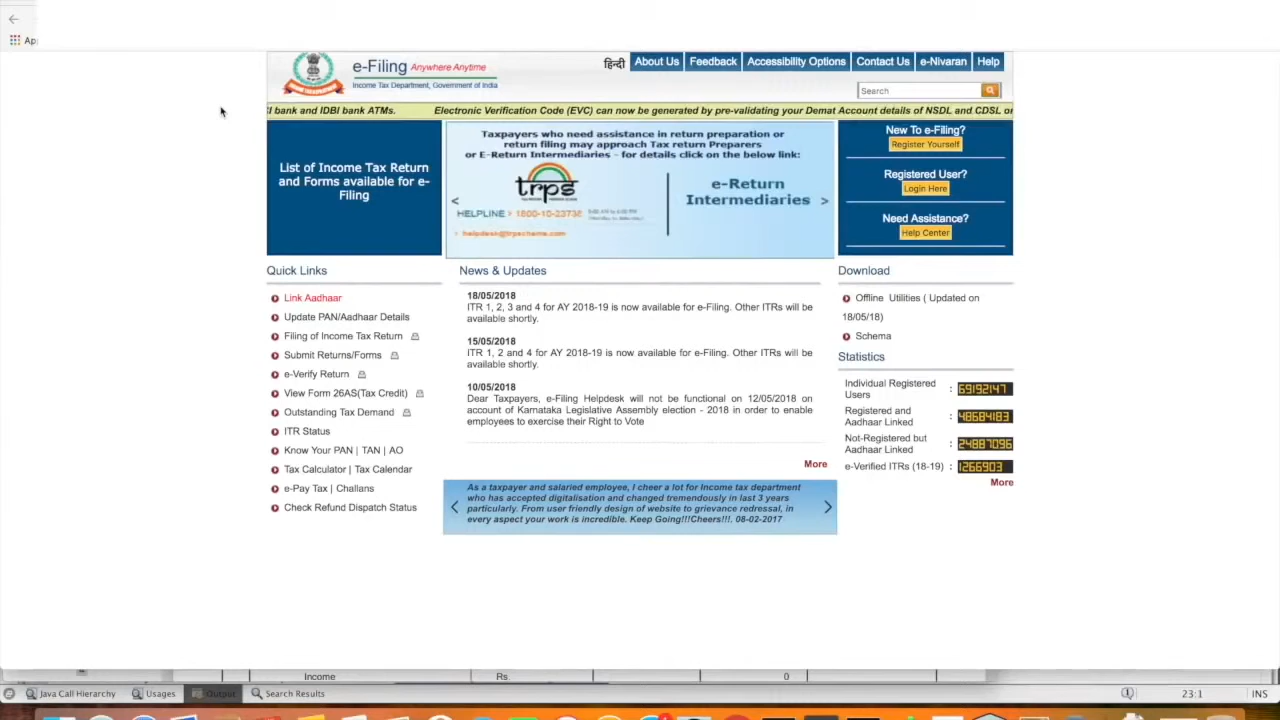 Ap
e-Filing Anywhere Anytime
Income Tax Department, Government of India
हिन्दी About Us Feedback Accessibility Options Contact Us e-Nivaran Help
Search
I bank and IDBI bank ATMs. Electronic Verification Code (EVC) can now be generated by pre-validating your Demat Account details of NSDL and CDSL or
List of Income Tax Return
and Forms available for e-
Filing
Taxpayers who need assistance in return preparation or
return filing may approach Tax return Preparers
or E-Return Intermediaries - for details click on the below link:
trps
HELPLINE > 1800-10-23738
helpdesk@trpscheme.com
<
e-Return
Intermediaries
>
New To e-Filing?
Register Yourself
Registered User?
Login Here
Need Assistance?
Help Center
Quick Links
Link Aadhaar
Update PAN/Aadhaar Details
Filing of Income Tax Return
Submit Returns/Forms
e-Verify Return
View Form 26AS(Tax Credit)
Outstanding Tax Demand
ITR Status
Know Your PAN | TAN | AO
Tax Calculator | Tax Calendar
e-Pay Tax | Challans
Check Refund Dispatch Status
News & Updates
18/05/2018
ITR 1, 2, 3 and 4 for AY 2018-19 is now available for e-Filing. Other ITRs will be
available shortly.
15/05/2018
ITR 1, 2 and 4 for AY 2018-19 is now available for e-Filing. Other ITRs will be
available shortly.
10/05/2018
Dear Taxpayers, e-Filing Helpdesk will not be functional on 12/05/2018 on
account of Karnataka Legislative Assembly election - 2018 in order to enable
employees to exercise their Right to Vote
More
As a taxpayer and salaried employee, I cheer a lot for Income tax department
who has accepted digitalisation and changed tremendously in last 3 years
particularly. From user friendly design of website to grievance redressal, in
every aspect your work is incredible. Keep Going!!!Cheers!!!. 08-02-2017
Download
Offline Utilities ( Updated on
18/05/18)
Schema
Statistics
Individual Registered
Users : 69192147
Registered and
Aadhaar Linked : 48684183
Not-Registered but
Aadhaar Linked : 24887096
e-Verified ITRs (18-19) : 1266903
More
Income Rs. 0
Java Call Hierarchy Usages Output Search Results 23:1 INS